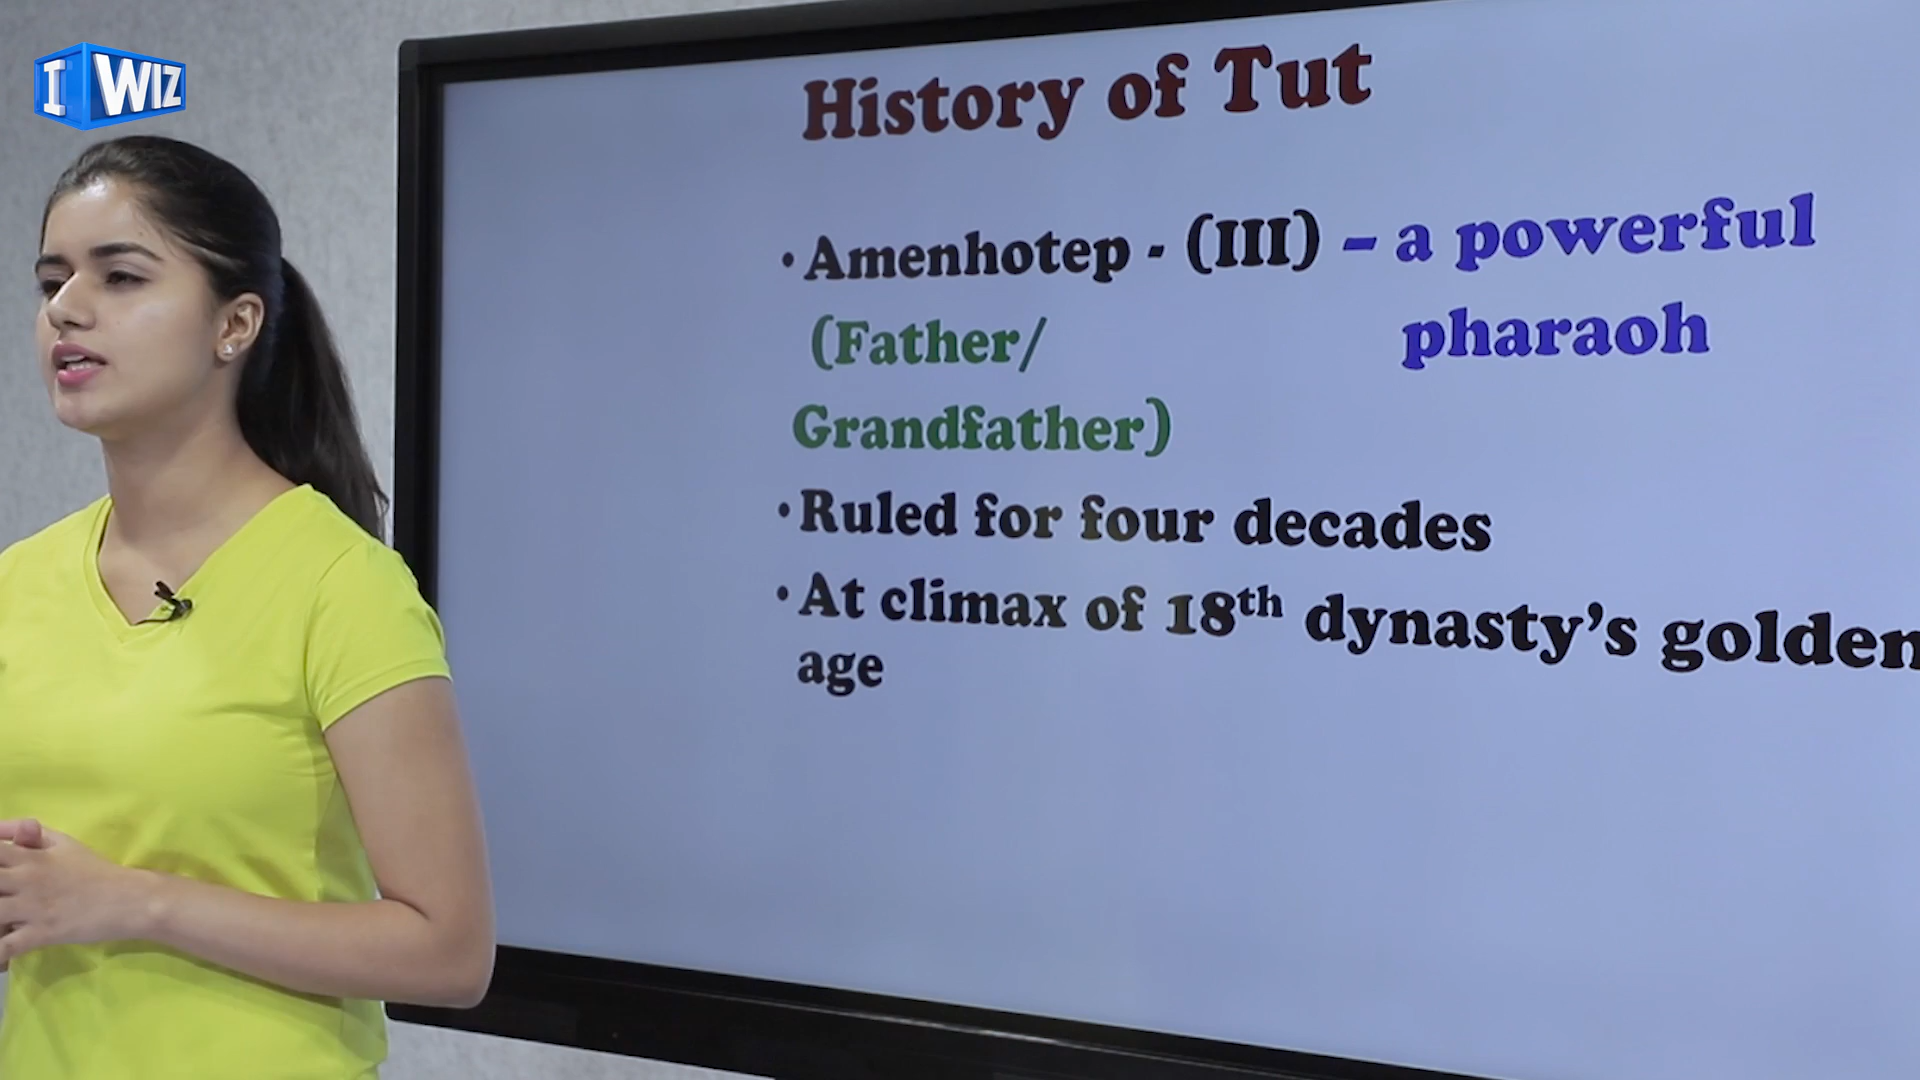 I WIZ
History of Tut
• Amenhotep - (III) – a powerful
(Father/ pharaoh
Grandfather)
• Ruled for four decades
• At climax of 18th dynasty's golden
age